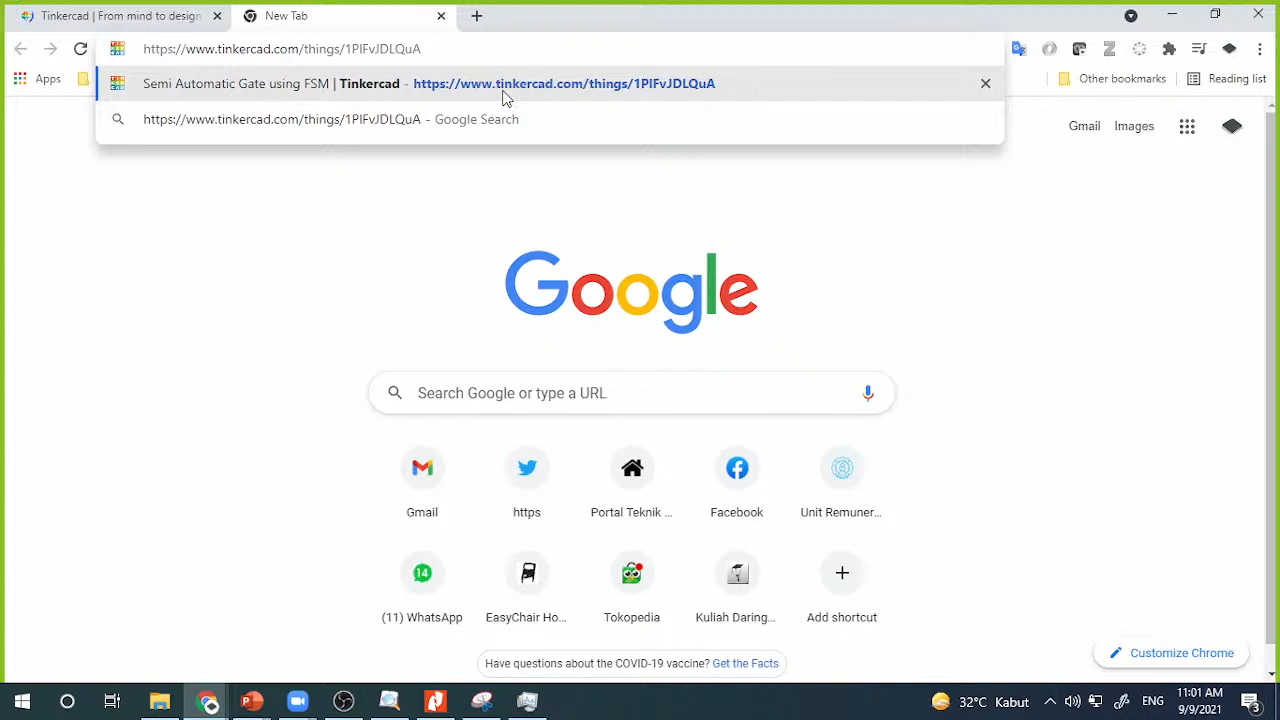 Tinkercad | From mind to design
New Tab
https://www.tinkercad.com/things/1PlFvJDLQuA
Semi Automatic Gate using FSM | Tinkercad - https://www.tinkercad.com/things/1PlFvJDLQuA
https://www.tinkercad.com/things/1PlFvJDLQuA - Google Search
Apps
Other bookmarks
Reading list
Gmail Images
Google
Search Google or type a URL
Gmail
https
Portal Teknik ...
Facebook
Unit Remuner...
14
(11) WhatsApp
EasyChair Ho...
Tokopedia
Kuliah Daring...
Add shortcut
Have questions about the COVID-19 vaccine? Get the Facts
Customize Chrome
32°C Kabut
ENG
11:01 AM
9/9/2021
3